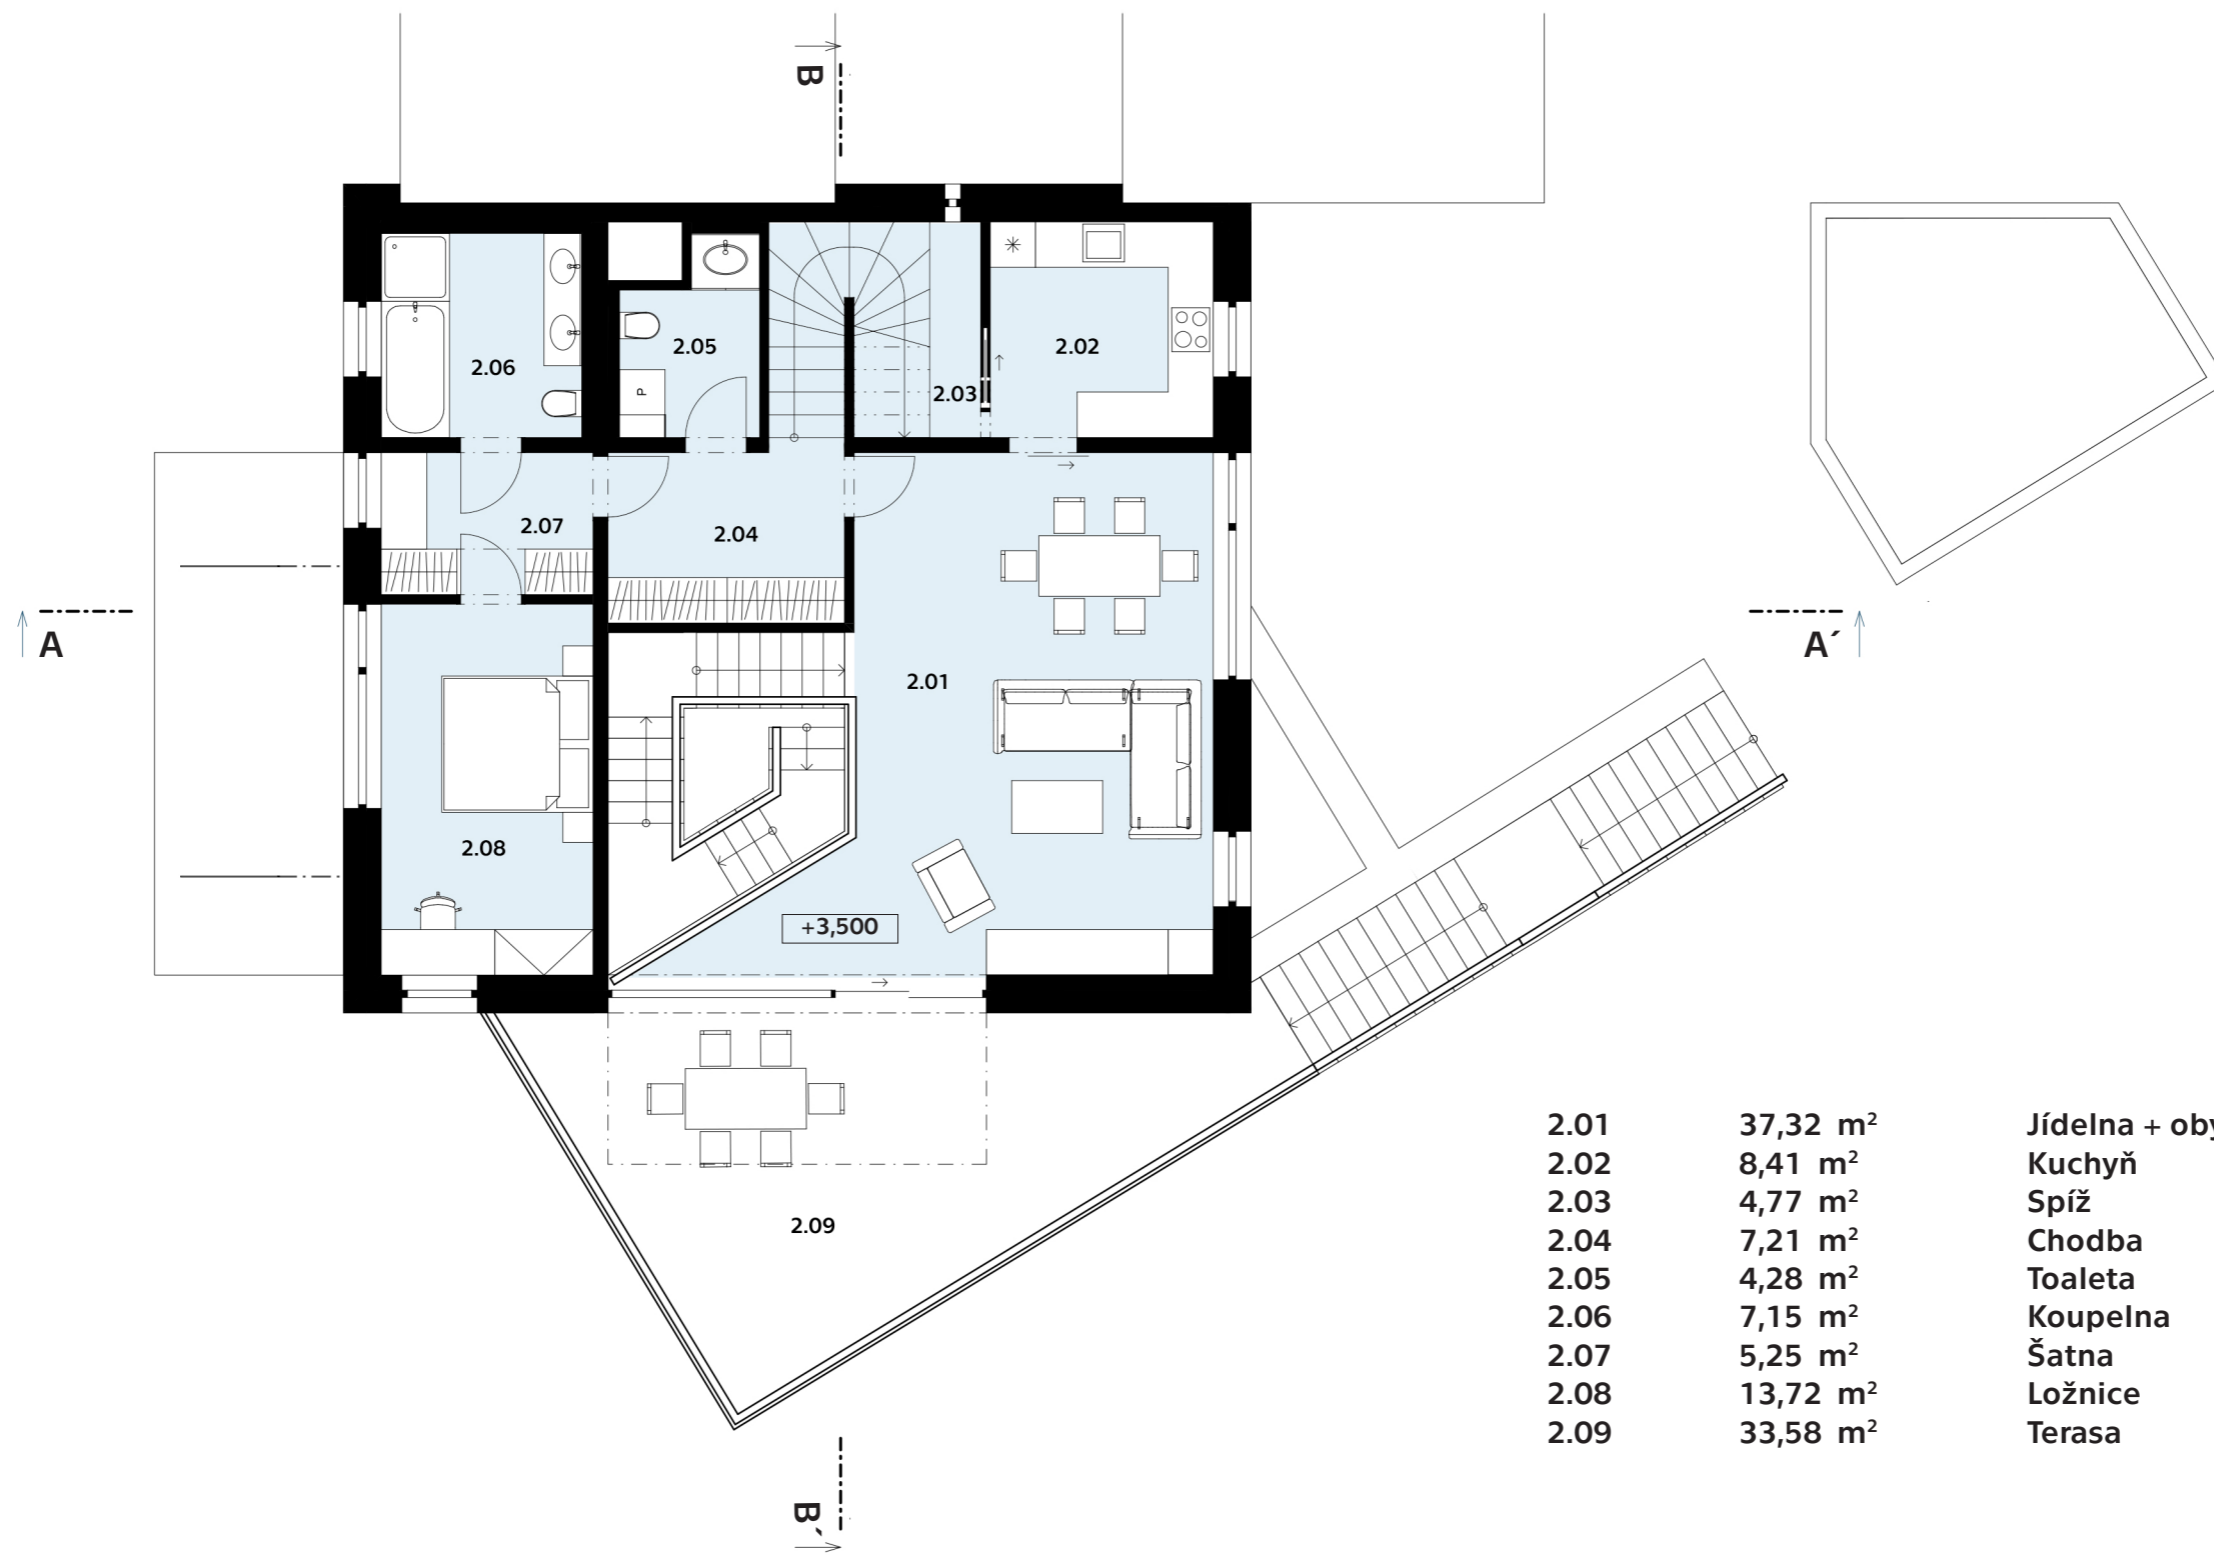 B
2.06
2.05
2.02
2.03
P
2.07
2.04
A
A´
2.01
2.08
+3,500
2.09
2.01 37,32 m² Jídelna +
2.02 8,41 m² Kuchyň
2.03 4,77 m² Spíž
2.04 7,21 m² Chodba
2.05 4,28 m² Toaleta
2.06 7,15 m² Koupelna
2.07 5,25 m² Šatna
2.08 13,72 m² Ložnice
2.09 33,58 m² Terasa
B´